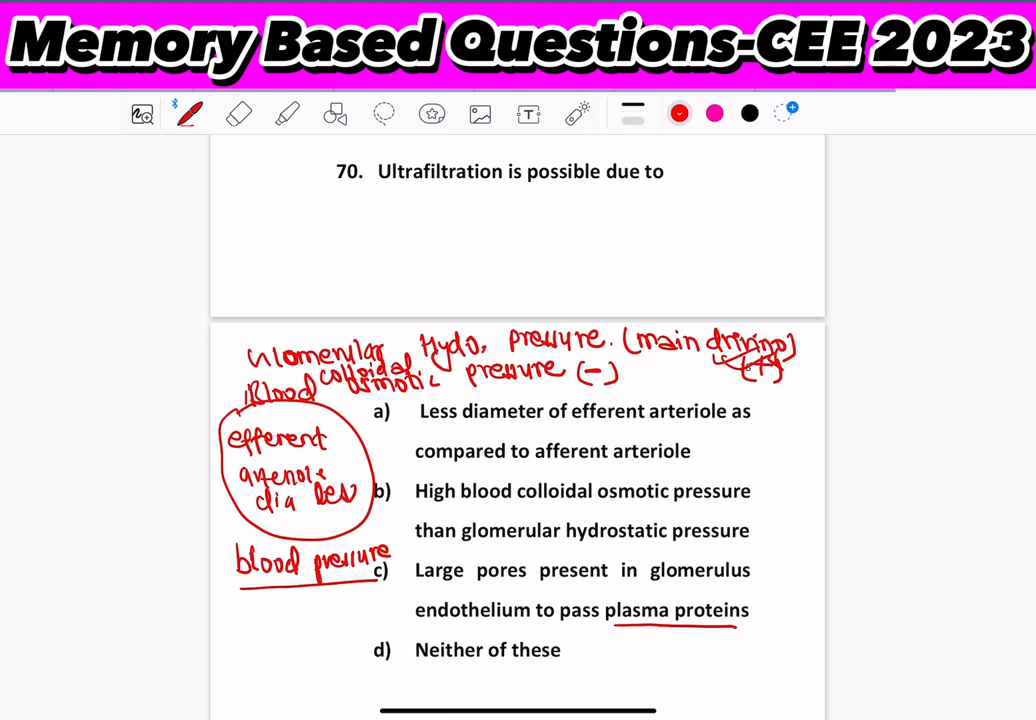 Memory Based Questions-CEE 2023
T
70. Ultrafiltration is possible due to
Glomerular Hydo. pressure. (main driving)
(+)
Blood colloidal osmotic pressure (-)
a) Less diameter of efferent arteriole as
compared to afferent arteriole
efferent
arteriole
dia less
b) High blood colloidal osmotic pressure
than glomerular hydrostatic pressure
blood pressure
c) Large pores present in glomerulus
endothelium to pass plasma proteins
d) Neither of these